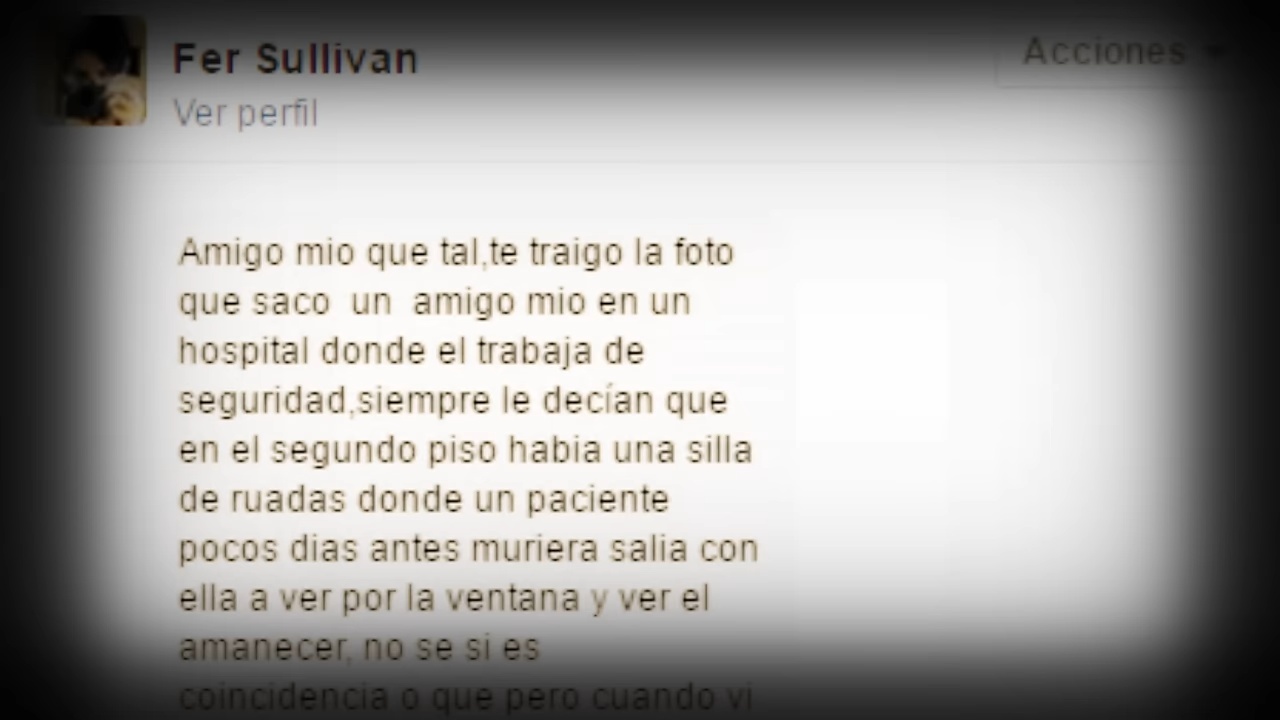 Fer Sullivan
Acciones
Ver perfil
Amigo mio que tal,te traigo la foto
que saco un amigo mio en un
hospital donde el trabaja de
seguridad,siempre le decían que
en el segundo piso habia una silla
de ruadas donde un paciente
pocos dias antes muriera salia con
ella a ver por la ventana y ver el
amanecer, no se si es
coincidencia o que pero cuando vi